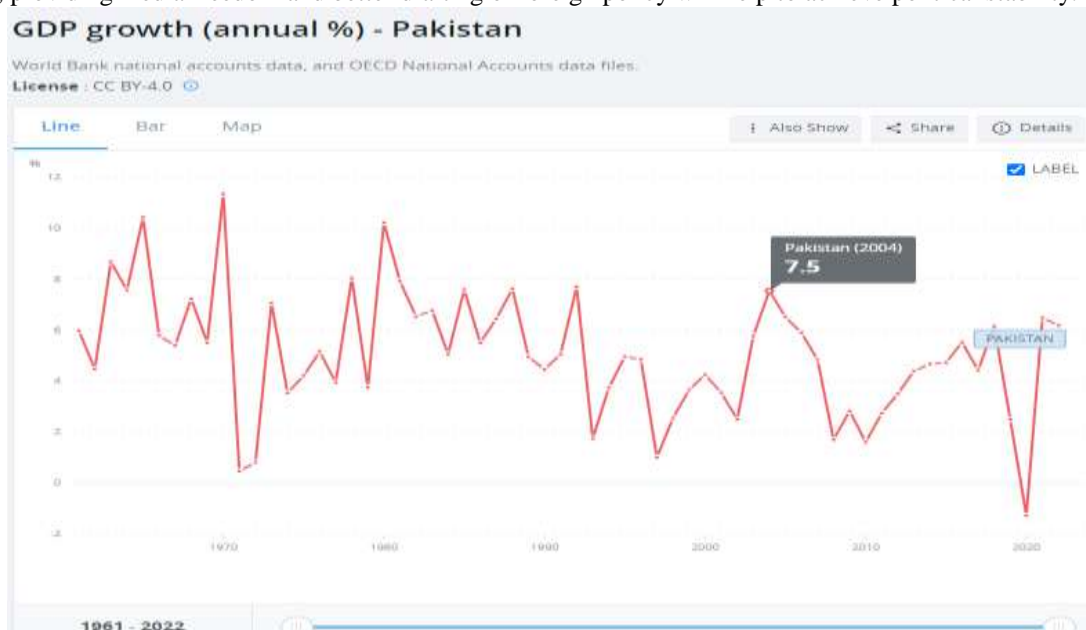 GDP growth (annual %) - Pakistan
World Bank national accounts data, and OECD National Accounts data files.
License : CC BY-4.0
Line Bar Map Also Show Share Details
%
LABEL
12
10
8
6
4
2
0
-2
Pakistan (2004)
7.5
PAKISTAN
1970 1980 1990 2000 2010 2020
1961 - 2022